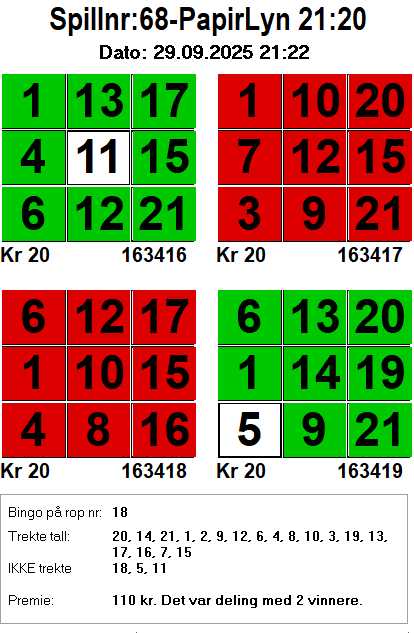 Spillnr:68-PapirLyn 21:20
Dato: 29.09.2025 21:22
1 13 17
4 11 15
6 12 21
Kr 20 163416
1 10 20
7 12 15
3 9 21
Kr 20 163417
6 12 17
1 10 15
4 8 16
Kr 20 163418
6 13 20
1 14 19
5 9 21
Kr 20 163419
Bingo på rop nr: 18
Trekte tall: 20, 14, 21, 1, 2, 9, 12, 6, 4, 8, 10, 3, 19, 13,
17, 16, 7, 15
IKKE trekte 18, 5, 11
Premie: 110 kr. Det var deling med 2 vinnere.